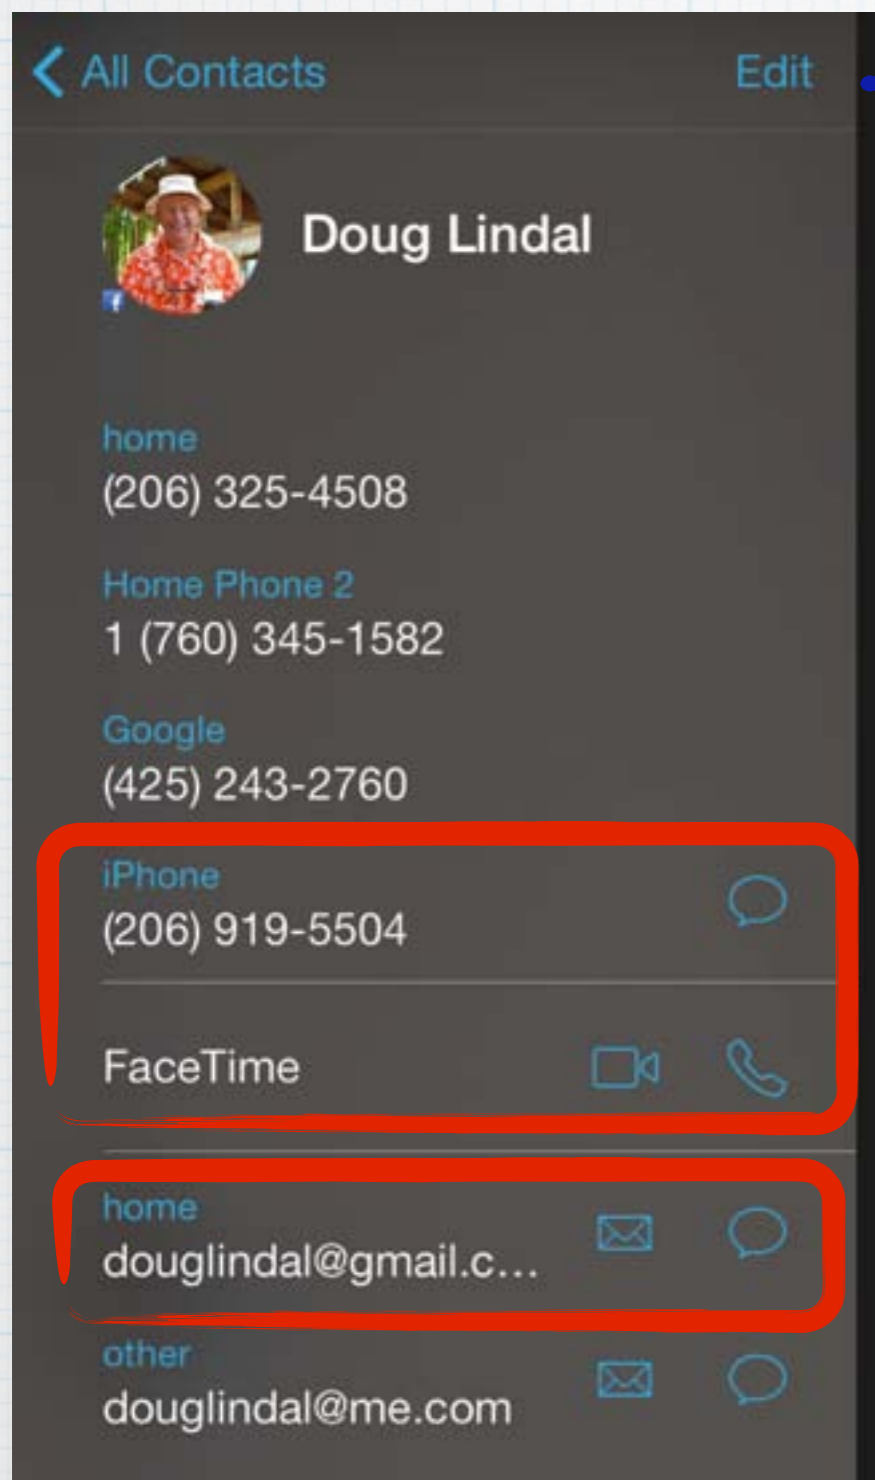 All Contacts
Edit
Doug Lindal
home
(206) 325-4508
Home Phone 2
1 (760) 345-1582
Google
(425) 243-2760
iPhone
(206) 919-5504
FaceTime
home
douglindal@gmail.c...
other
douglindal@me.com